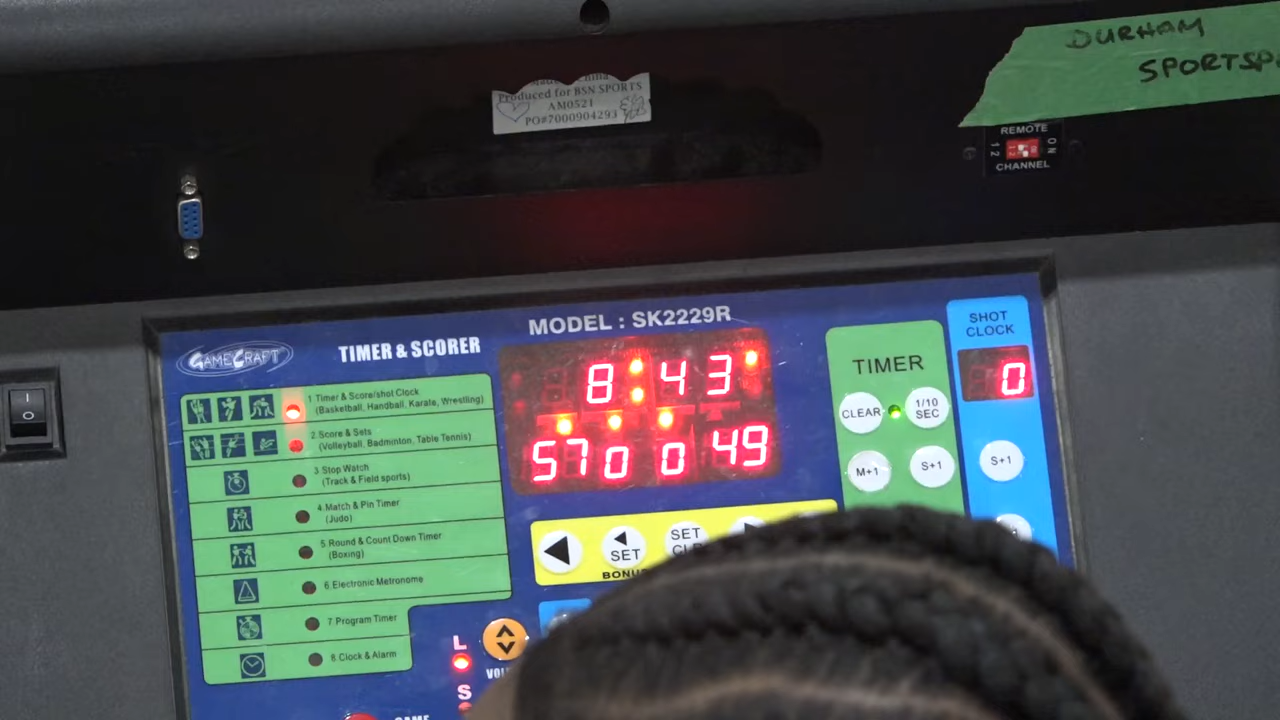 DURHAM
SPORTSP
Produced for BSN SPORTS
AM0521
PO#7000904293
REMOTE
1 2
ON
CHANNEL
MODEL : SK2229R
GAMECRAFT
TIMER & SCORER
1 Timer & Score/shot Clock
(Basketball, Handball, Karate, Wrestling)
2.Score & Sets
(Volleyball, Badminton, Table Tennis)
3 Stop Watch
(Track & Field sports)
4.Match & Pin Timer
(Judo)
5.Round & Count Down Timer
(Boxing)
6.Electronic Metronome
7.Program Timer
8.Clock & Alarm
8:43
57 0 0 49
SET
BONUS
SET
L
S
GAME
TIMER
CLEAR
1/10
SEC
M+1
S+1
SHOT
CLOCK
0
S+1